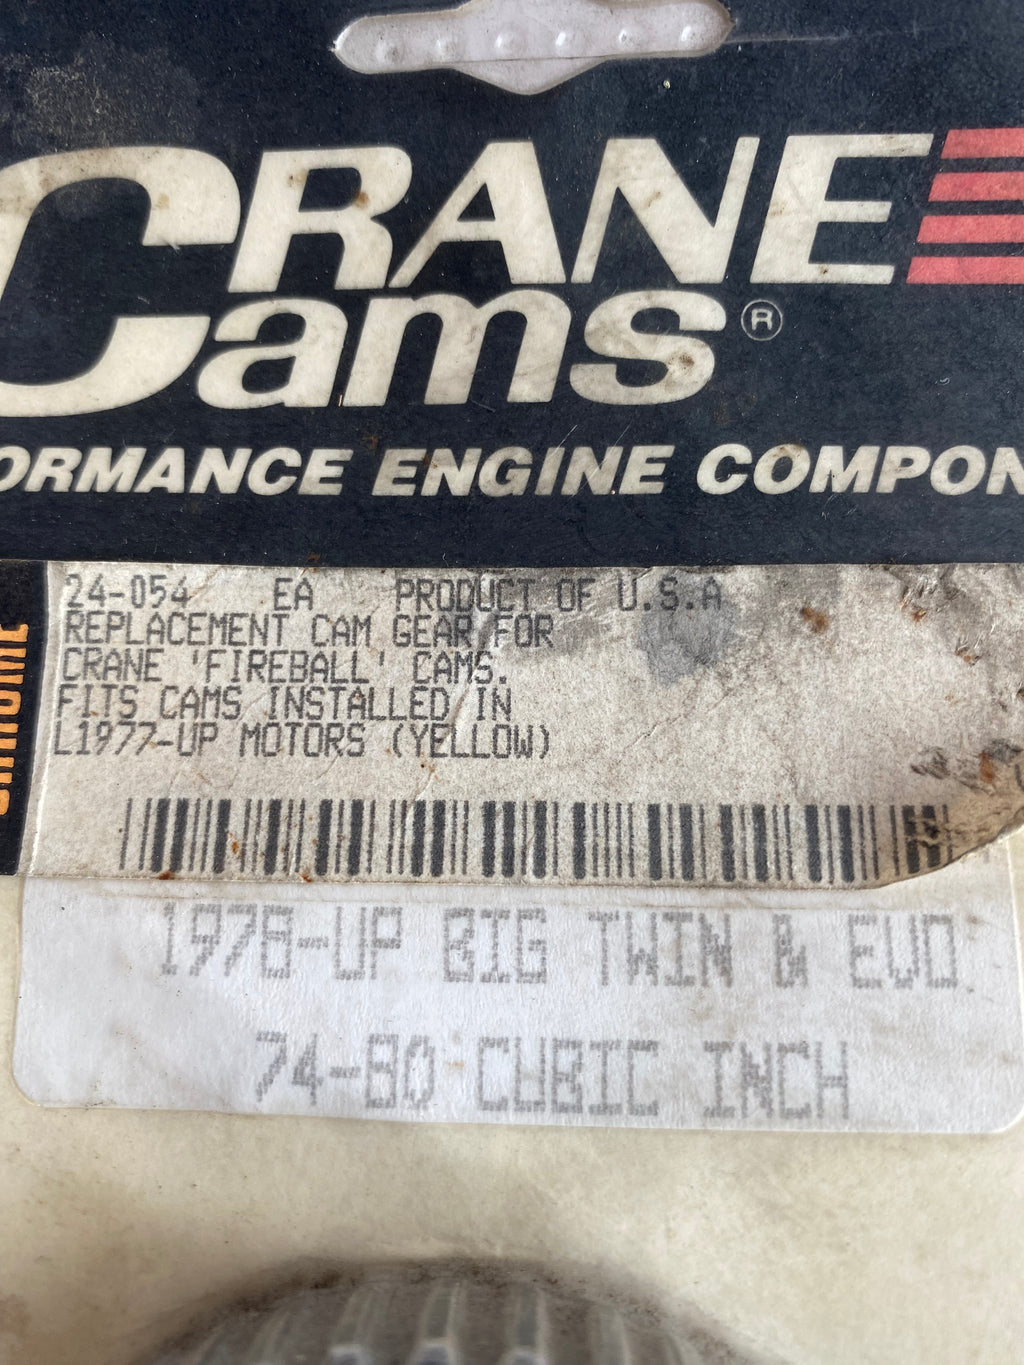 CRANE
Cams®
ORMANCE ENGINE COMPON
24-054 EA PRODUCT OF U.S.A
REPLACEMENT CAM GEAR FOR
CRANE 'FIREBALL' CAMS.
FITS CAMS INSTALLED IN
L1977-UP MOTORS (YELLOW)
1978-UP BIG TWIN & EVO
74-80 CUBIC INCH